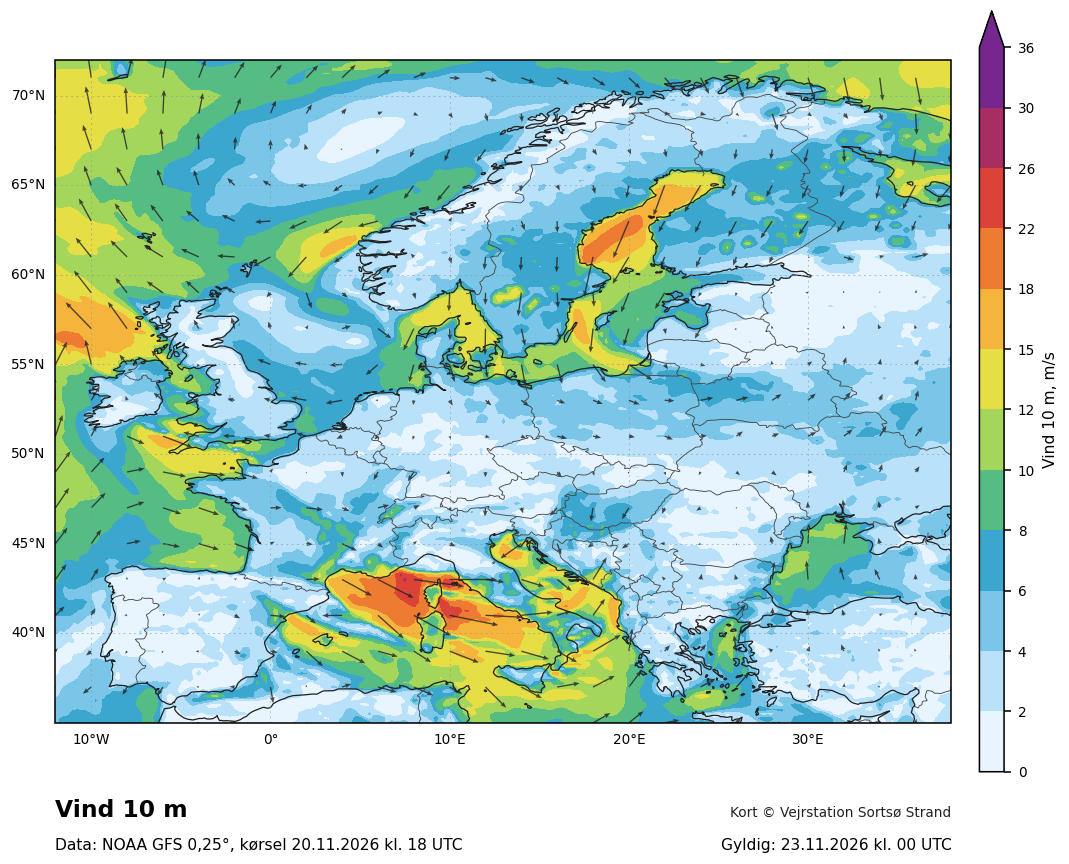 70°N
65°N
60°N
55°N
50°N
45°N
40°N
10°W
0°
10°E
20°E
30°E
36
30
26
22
18
15
12
10
8
6
4
2
0
Vind 10 m, m/s
Vind 10 m
Kort © Vejrstation Sortsø Strand
Data: NOAA GFS 0,25°, kørsel 20.11.2026 kl. 18 UTC
Gyldig: 23.11.2026 kl. 00 UTC